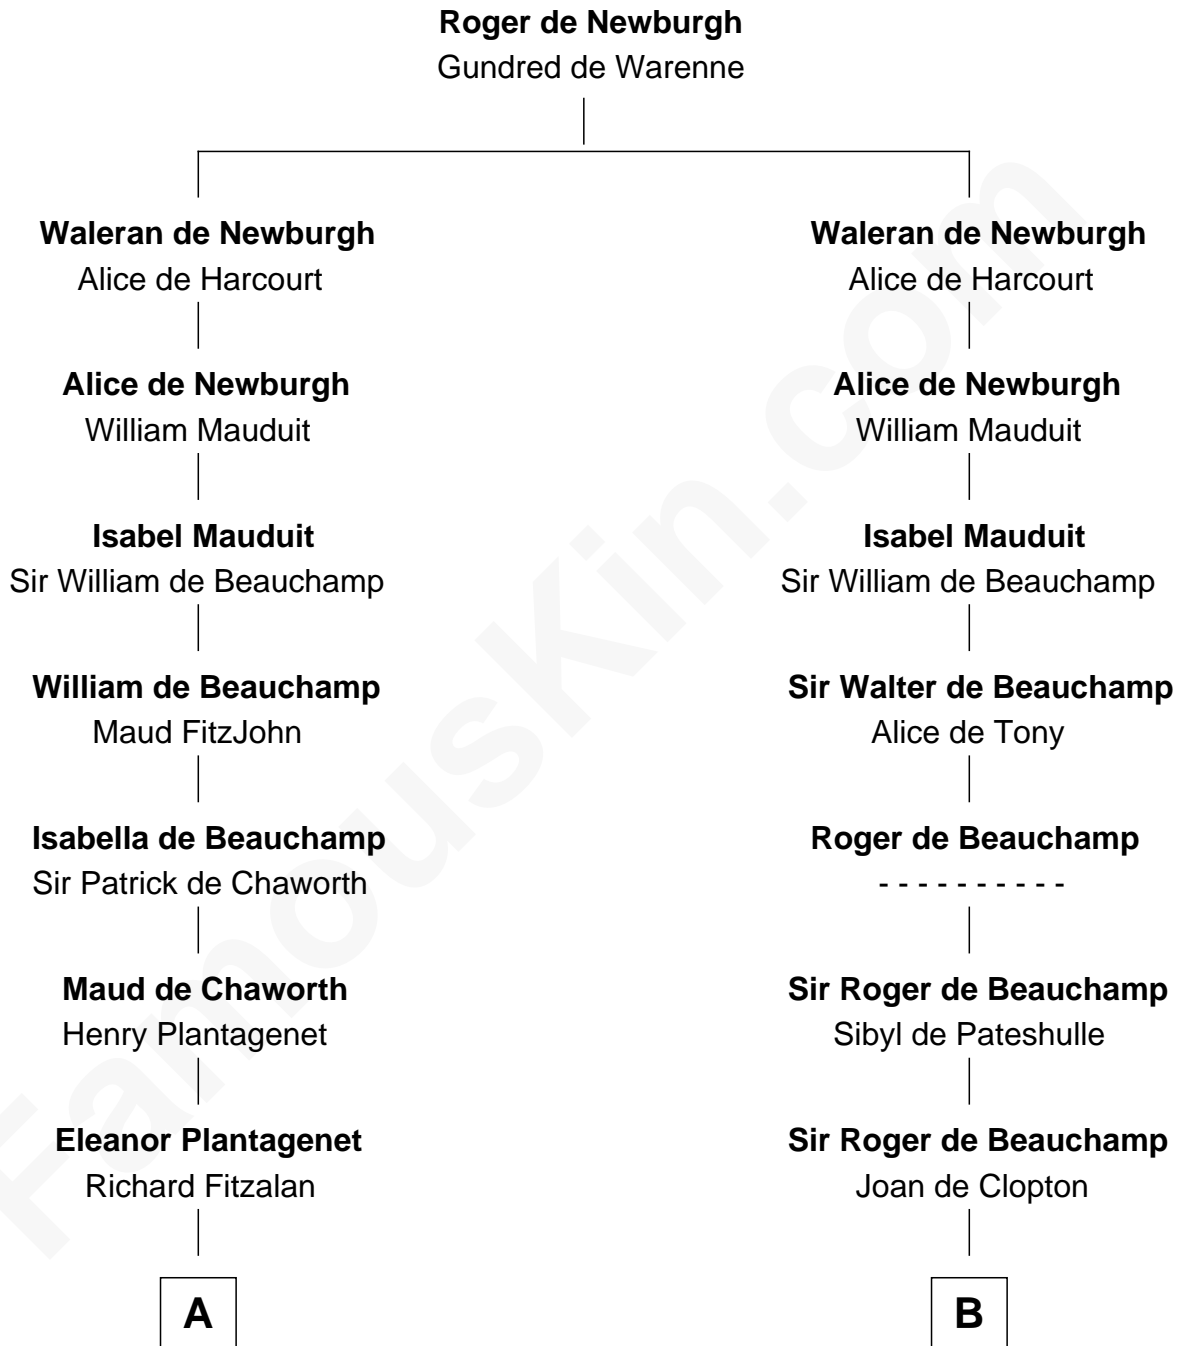 Roger de Newburgh
Gundred de Warenne
Waleran de Newburgh
Alice de Harcourt
Waleran de Newburgh
Alice de Harcourt
Alice de Newburgh
William Mauduit
Alice de Newburgh
William Mauduit
Isabel Mauduit
Sir William de Beauchamp
Isabel Mauduit
Sir William de Beauchamp
William de Beauchamp
Maud FitzJohn
Sir Walter de Beauchamp
Alice de Tony
Isabella de Beauchamp
Sir Patrick de Chaworth
Roger de Beauchamp
- - - - - - - - - -
Maud de Chaworth
Henry Plantagenet
Sir Roger de Beauchamp
Sibyl de Pateshulle
Eleanor Plantagenet
Richard Fitzalan
Sir Roger de Beauchamp
Joan de Clopton
A
B
FamousKin.com